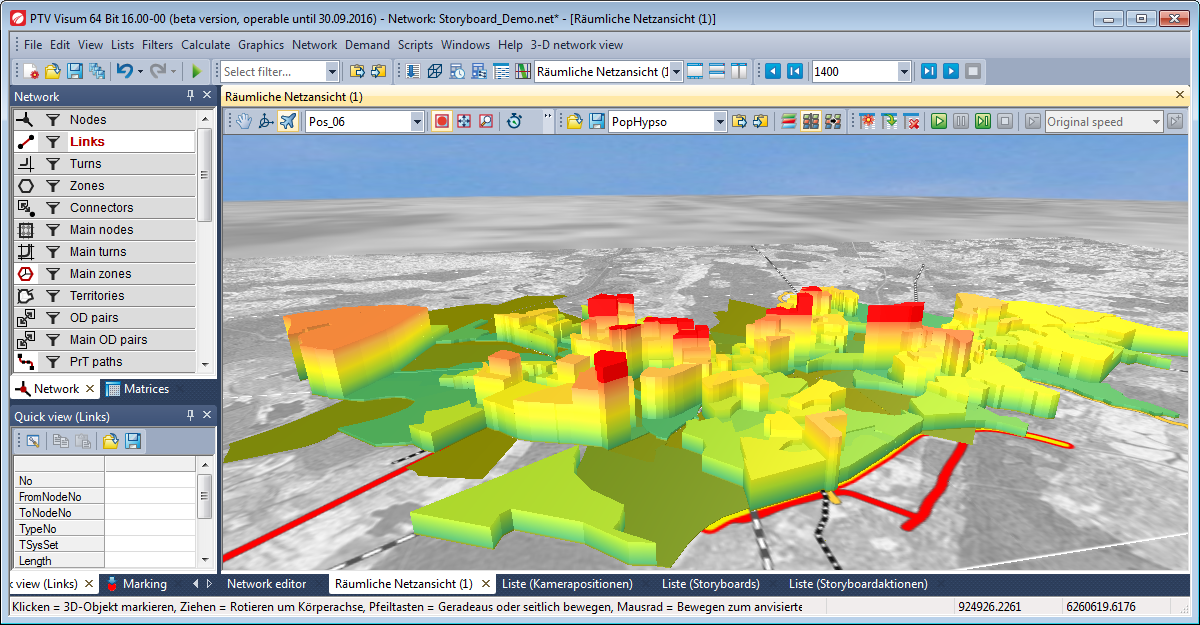 PTV Visum 64 Bit 16.00-00 (beta version, operable until 30.09.2016) - Network: Storyboard_Demo.net* - [Räumliche Netzansicht (1)]
File Edit View Lists Filters Calculate Graphics Network Demand Scripts Windows Help 3-D network view
Select filter... Räumliche Netzansicht (1 1400
Network
Räumliche Netzansicht (1)
Pos_06 PopHypso Original speed
Nodes
Links
Turns
Zones
Connectors
Main nodes
Main turns
Main zones
Territories
OD pairs
Main OD pairs
PrT paths
Network Matrices
Quick view (Links)
No
FromNodeNo
ToNodeNo
TypeNo
TSysSet
Length
view (Links) Marking Network editor Räumliche Netzansicht (1) Liste (Kamerapositionen) Liste (Storyboards) Liste (Storyboardaktionen)
Klicken = 3D-Objekt markieren, Ziehen = Rotieren um Körperachse, Pfeiltasten = Geradeaus oder seitlich bewegen, Mausrad = Bewegen zum anvisierte 924926.2261 6260619.6176